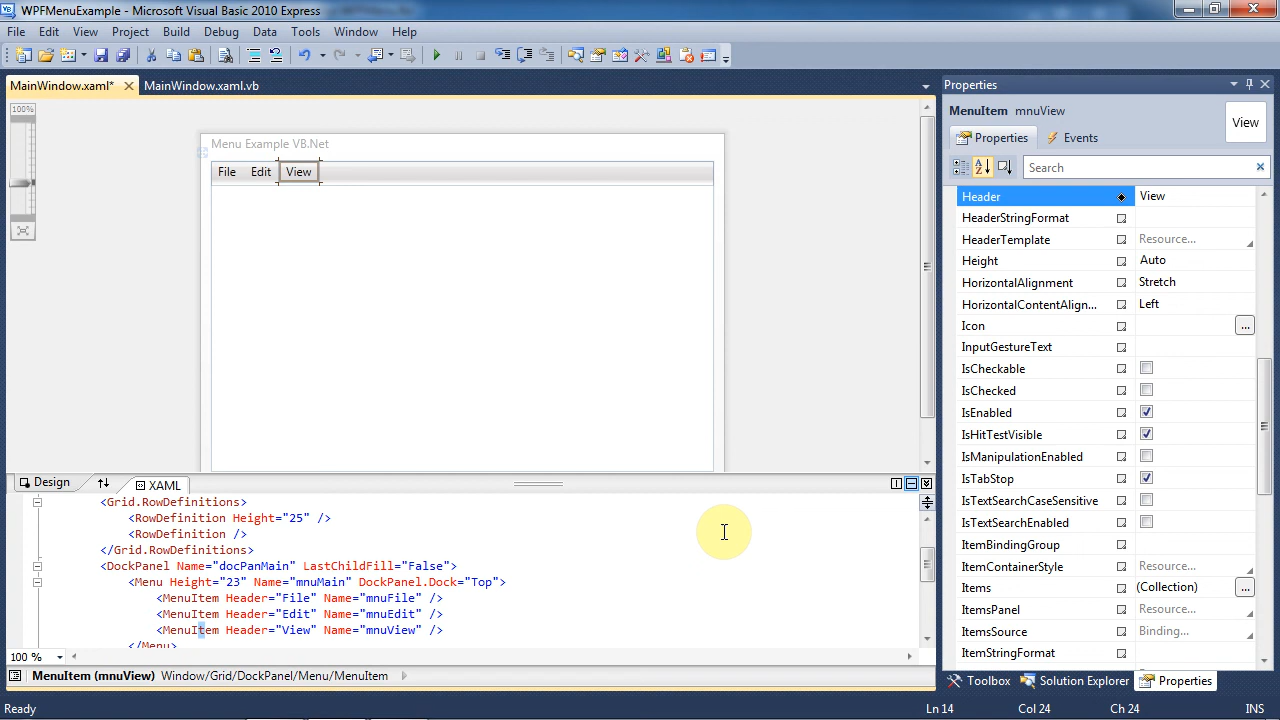 WPFMenuExample - Microsoft Visual Basic 2010 Express
File Edit View Project Build Debug Data Tools Window Help
MainWindow.xaml* MainWindow.xaml.vb
100%
Menu Example VB.Net
File Edit View
Design XAML
<Grid.RowDefinitions>
<RowDefinition Height="25" />
<RowDefinition />
</Grid.RowDefinitions>
<DockPanel Name="docPanMain" LastChildFill="False">
<Menu Height="23" Name="mnuMain" DockPanel.Dock="Top">
<MenuItem Header="File" Name="mnuFile" />
<MenuItem Header="Edit" Name="mnuEdit" />
<MenuItem Header="View" Name="mnuView" />
</Menu>
100 %
MenuItem (mnuView) Window/Grid/DockPanel/Menu/MenuItem
Properties
MenuItem mnuView
View
Properties Events
Search
Header View
HeaderStringFormat
HeaderTemplate Resource...
Height Auto
HorizontalAlignment Stretch
HorizontalContentAlign... Left
Icon ...
InputGestureText
IsCheckable
IsChecked
IsEnabled
IsHitTestVisible
IsManipulationEnabled
IsTabStop
IsTextSearchCaseSensitive
IsTextSearchEnabled
ItemBindingGroup
ItemContainerStyle Resource...
Items (Collection) ...
ItemsPanel Resource...
ItemsSource Binding...
ItemStringFormat
Toolbox Solution Explorer Properties
Ln 14 Col 24 Ch 24 INS